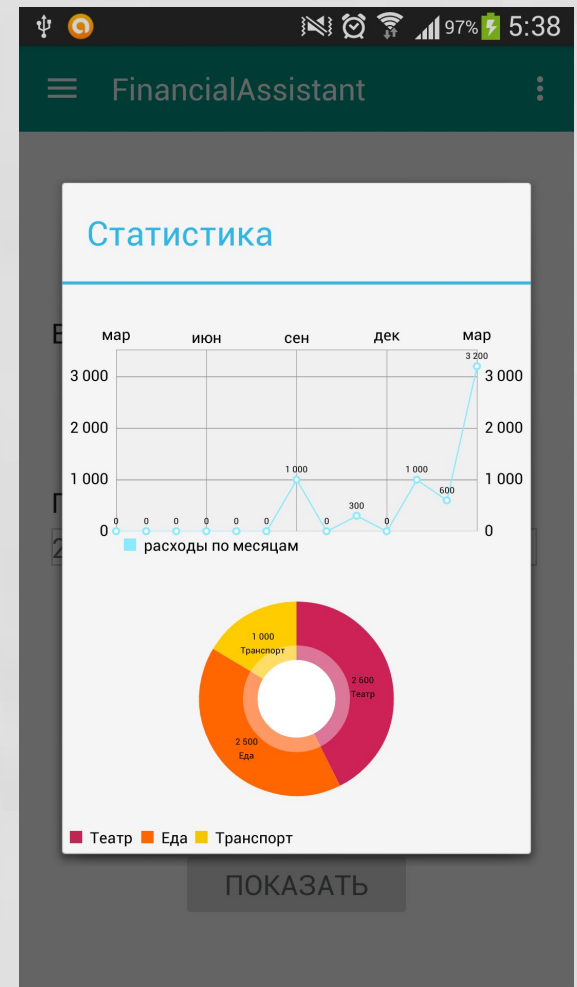 97% 5:38
FinancialAssistant
Статистика
мар июн сен дек мар
3 200
3 000 3 000
2 000 2 000
1 000 1 000 1 000 1 000
600
300
0 0 0 0 0 0 0 0
0 0
расходы по месяцам
1 000
Транспорт
2 600
Театр
2 500
Еда
Театр Еда Транспорт
ПОКАЗАТЬ